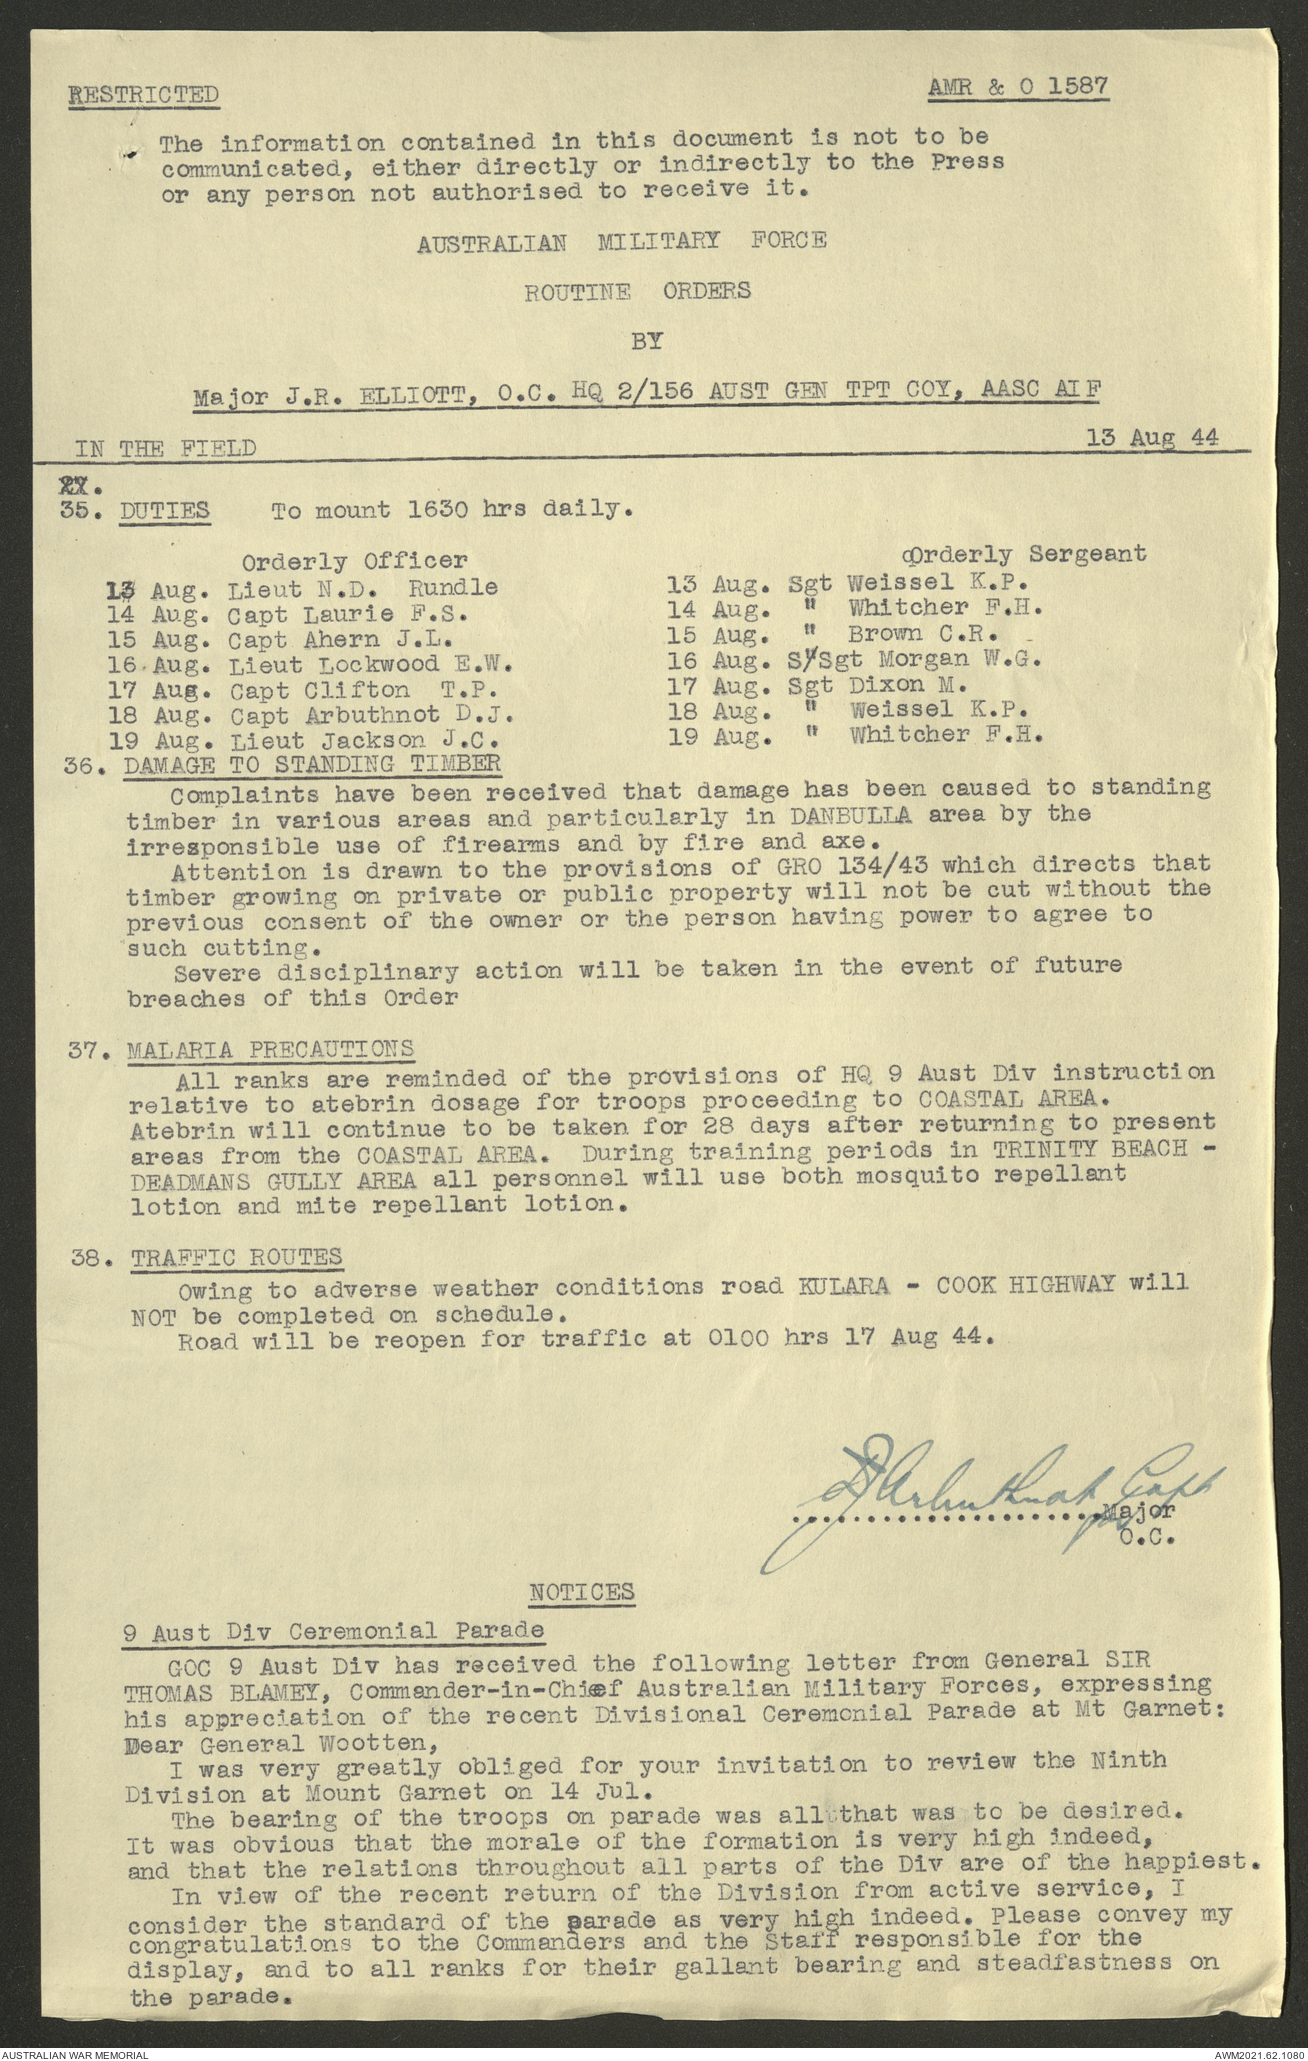 RESTRICTED AMR & O 1587
The information contained in this document is not to be
communicated, either directly or indirectly to the Press
or any person not authorised to receive it.
AUSTRALIAN MILITARY FORCE
ROUTINE ORDERS
BY
Major J.R. ELLIOTT, O.C. HQ 2/156 AUST GEN TPT COY, AASC AIF
IN THE FIELD 13 Aug 44
35. DUTIES To mount 1630 hrs daily.
Orderly Officer Orderly Sergeant
13 Aug. Lieut N.D. Rundle 13 Aug. Sgt Weissel K.P.
14 Aug. Capt Laurie F.S. 14 Aug. " Whitcher F.H.
15 Aug. Capt Ahern J.L. 15 Aug. " Brown C.R.
16 Aug. Lieut Lockwood E.W. 16 Aug. S/Sgt Morgan W.G.
17 Aug. Capt Clifton T.P. 17 Aug. Sgt Dixon M.
18 Aug. Capt Arbuthnot D.J. 18 Aug. " Weissel K.P.
19 Aug. Lieut Jackson J.C. 19 Aug. " Whitcher F.H.
36. DAMAGE TO STANDING TIMBER
Complaints have been received that damage has been caused to standing
timber in various areas and particularly in DANBULLA area by the
irresponsible use of firearms and by fire and axe.
Attention is drawn to the provisions of GRO 134/43 which directs that
timber growing on private or public property will not be cut without the
previous consent of the owner or the person having power to agree to
such cutting.
Severe disciplinary action will be taken in the event of future
breaches of this Order
37. MALARIA PRECAUTIONS
All ranks are reminded of the provisions of HQ 9 Aust Div instruction
relative to atebrin dosage for troops proceeding to COASTAL AREA.
Atebrin will continue to be taken for 28 days after returning to present
areas from the COASTAL AREA. During training periods in TRINITY BEACH -
DEADMANS GULLY AREA all personnel will use both mosquito repellant
lotion and mite repellant lotion.
38. TRAFFIC ROUTES
Owing to adverse weather conditions road KULARA - COOK HIGHWAY will
NOT be completed on schedule.
Road will be reopen for traffic at 0100 hrs 17 Aug 44.
DJ Arbuthnot Capt
....................Major
for O.C.
NOTICES
9 Aust Div Ceremonial Parade
GOC 9 Aust Div has received the following letter from General SIR
THOMAS BLAMEY, Commander-in-Chief Australian Military Forces, expressing
his appreciation of the recent Divisional Ceremonial Parade at Mt Garnet:
Dear General Wootten,
I was very greatly obliged for your invitation to review the Ninth
Division at Mount Garnet on 14 Jul.
The bearing of the troops on parade was all that was to be desired.
It was obvious that the morale of the formation is very high indeed,
and that the relations throughout all parts of the Div are of the happiest.
In view of the recent return of the Division from active service, I
consider the standard of the parade as very high indeed. Please convey my
congratulations to the Commanders and the Staff responsible for the
display, and to all ranks for their gallant bearing and steadfastness on
the parade.
AUSTRALIAN WAR MEMORIAL AWM2021.62.1080